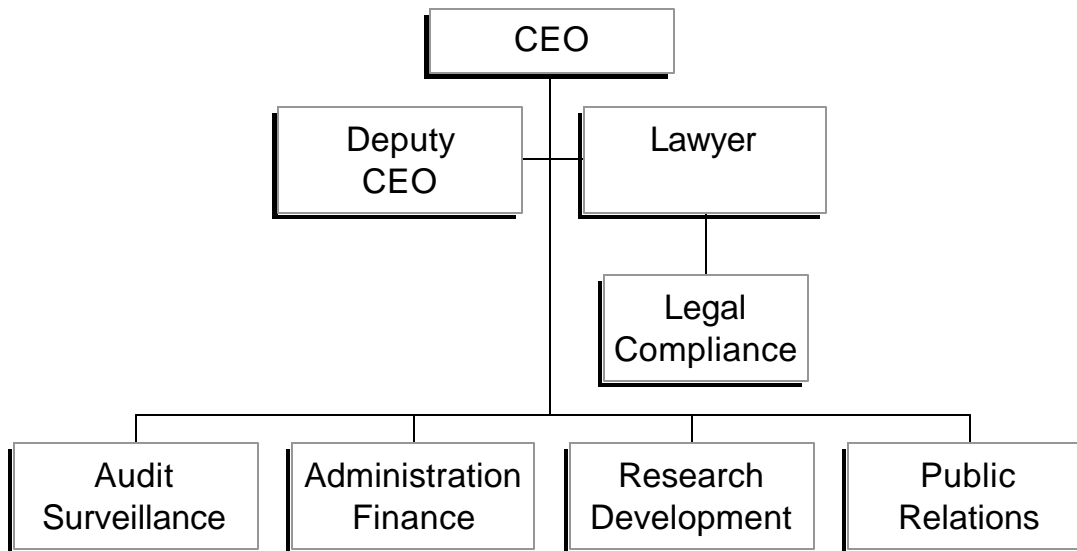 CEO
Deputy
CEO
Lawyer
Legal
Compliance
Audit
Surveillance
Administration
Finance
Research
Development
Public
Relations